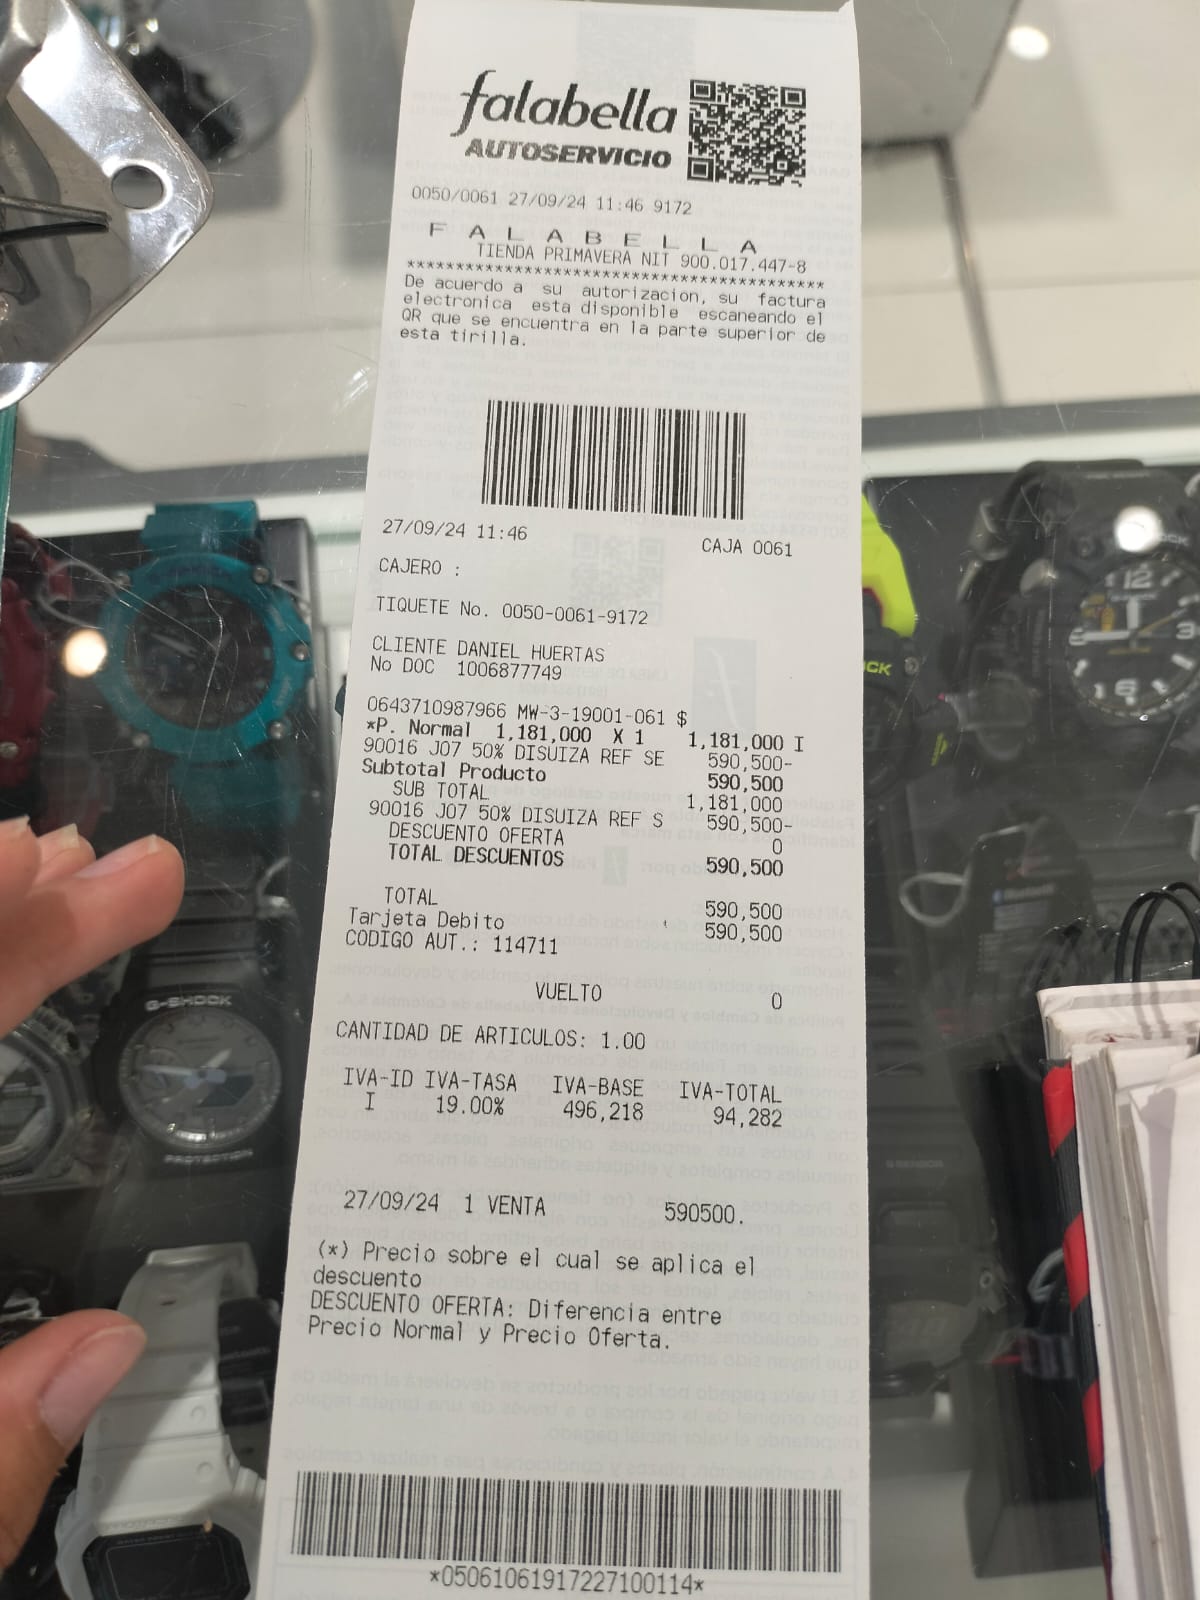 falabella
AUTOSERVICIO
0050/0061 27/09/24 11:46 9172
F A L A B E L L A
TIENDA PRIMAVERA NIT 900.017.447-8
******************************************
De acuerdo a su autorizacion, su factura
electronica esta disponible escaneando el
QR que se encuentra en la parte superior de
esta tirilla.
27/09/24 11:46
CAJA 0061
CAJERO :
TIQUETE No. 0050-0061-9172
CLIENTE DANIEL HUERTAS
No DOC 1006877749
0643710987966 MW-3-19001-061 $
*P. Normal 1,181,000 X 1 1,181,000 I
90016 J07 50% DISUIZA REF SE 590,500-
Subtotal Producto 590,500
SUB TOTAL 1,181,000
90016 J07 50% DISUIZA REF S 590,500-
DESCUENTO OFERTA 0
TOTAL DESCUENTOS 590,500
TOTAL 590,500
Tarjeta Debito 590,500
CODIGO AUT.: 114711
VUELTO 0
CANTIDAD DE ARTICULOS: 1.00
IVA-ID IVA-TASA IVA-BASE IVA-TOTAL
I 19.00% 496,218 94,282
27/09/24 1 VENTA 590500.
(*) Precio sobre el cual se aplica el
descuento
DESCUENTO OFERTA: Diferencia entre
Precio Normal y Precio Oferta.
*05061061917227100114*
G-SHOCK
PROTECTION
12
3
6